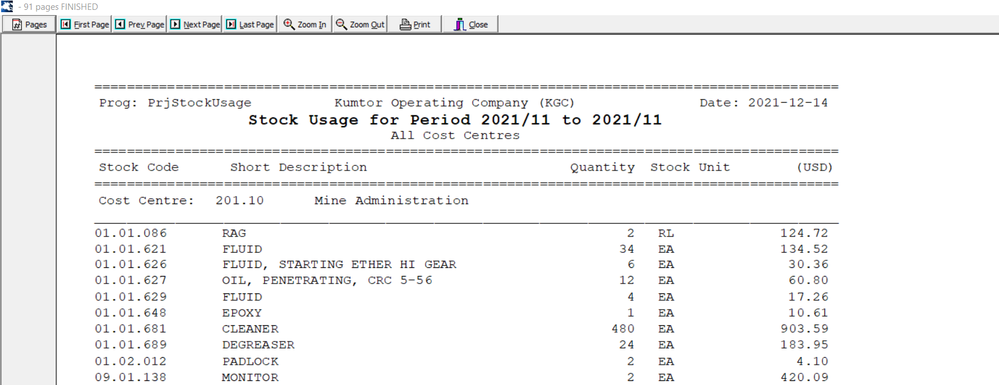 - 91 pages FINISHED
Pages First Page Prev Page Next Page Last Page Zoom In Zoom Out Print Close
============================================================================================
Prog: PrjStockUsage Kumtor Operating Company (KGC) Date: 2021-12-14
Stock Usage for Period 2021/11 to 2021/11
All Cost Centres
============================================================================================
Stock Code Short Description Quantity Stock Unit (USD)
============================================================================================
Cost Centre: 201.10 Mine Administration
01.01.086 RAG 2 RL 124.72
01.01.621 FLUID 34 EA 134.52
01.01.626 FLUID, STARTING ETHER HI GEAR 6 EA 30.36
01.01.627 OIL, PENETRATING, CRC 5-56 12 EA 60.80
01.01.629 FLUID 4 EA 17.26
01.01.648 EPOXY 1 EA 10.61
01.01.681 CLEANER 480 EA 903.59
01.01.689 DEGREASER 24 EA 183.95
01.02.012 PADLOCK 2 EA 4.10
09.01.138 MONITOR 2 EA 420.09